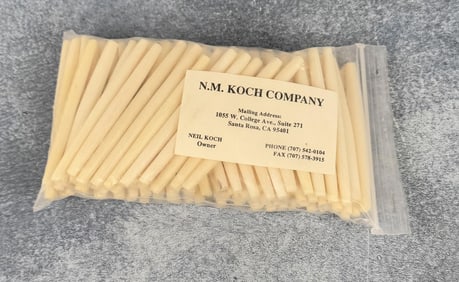 N.M. KOCH COMPANY
Mailing Address:
1055 W. College Ave., Suite 271
Santa Rosa, CA 95401
NEIL KOCH
Owner
PHONE (707) 542-0104
FAX (707) 578-3915